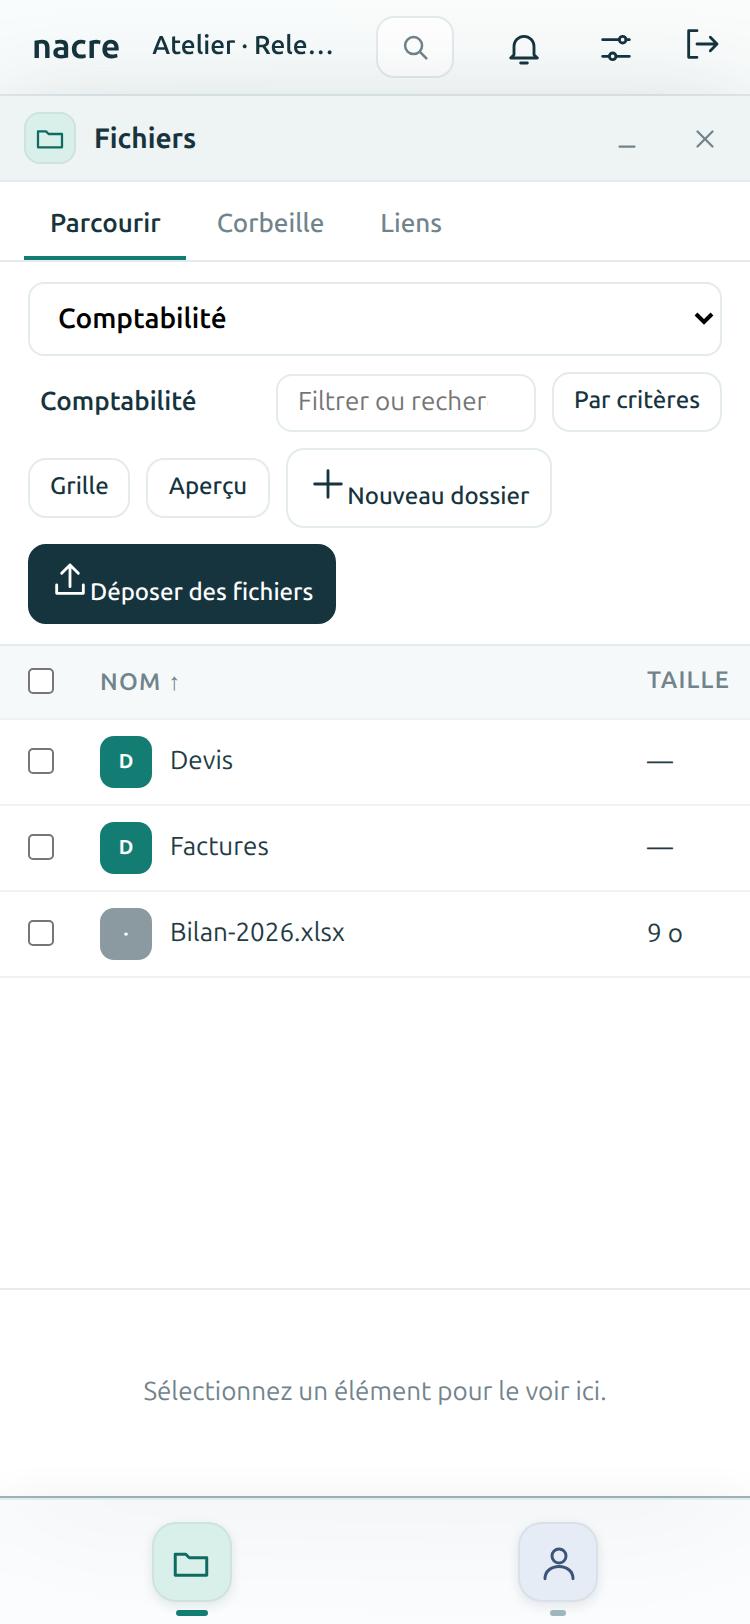 nacre Atelier · Rele…
Fichiers
Parcourir Corbeille Liens
Comptabilité
Comptabilité Filtrer ou recher Par critères
Grille Aperçu Nouveau dossier
Déposer des fichiers
NOM ↑ TAILLE
D Devis —
D Factures —
· Bilan-2026.xlsx 9 o
Sélectionnez un élément pour le voir ici.